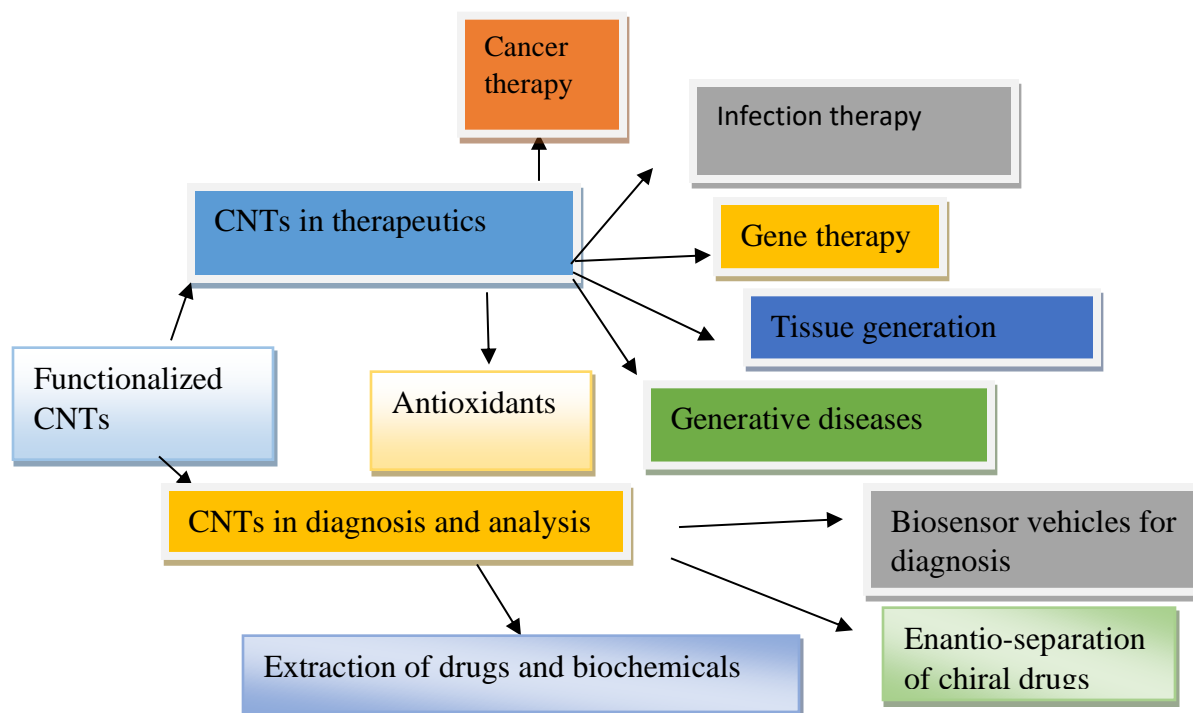 Cancer
therapy
Infection therapy
CNTs in therapeutics
Gene therapy
Tissue generation
Functionalized
CNTs
Antioxidants
Generative diseases
CNTs in diagnosis and analysis
Biosensor vehicles for
diagnosis
Extraction of drugs and biochemicals
Enantio-separation
of chiral drugs